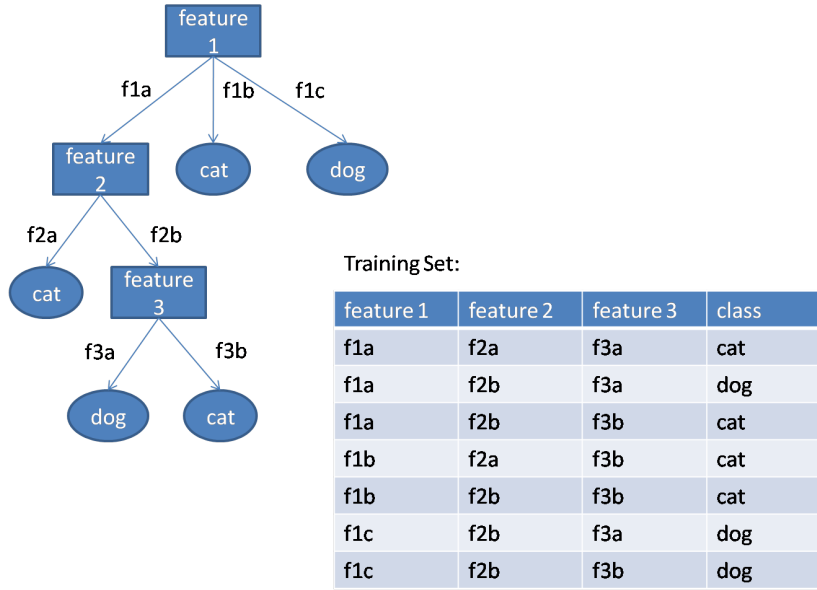 feature
1
f1a f1b f1c
feature
2
cat
dog
f2a f2b
cat
feature
3
f3a f3b
dog
cat
Training Set:
feature 1 feature 2 feature 3 class
f1a f2a f3a cat
f1a f2b f3a dog
f1a f2b f3b cat
f1b f2a f3b cat
f1b f2b f3b cat
f1c f2b f3a dog
f1c f2b f3b dog